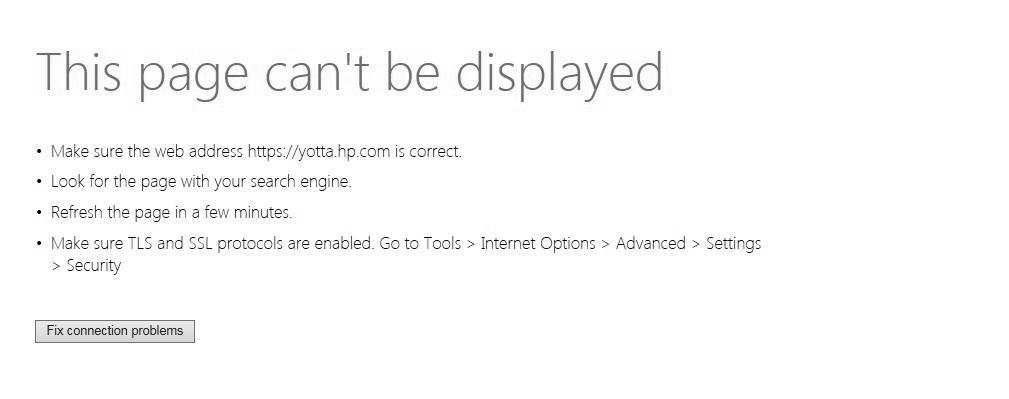 This page can't be displayed
• Make sure the web address https://yotta.hp.com is correct.
• Look for the page with your search engine.
• Refresh the page in a few minutes.
• Make sure TLS and SSL protocols are enabled. Go to Tools > Internet Options > Advanced > Settings
> Security
Fix connection problems